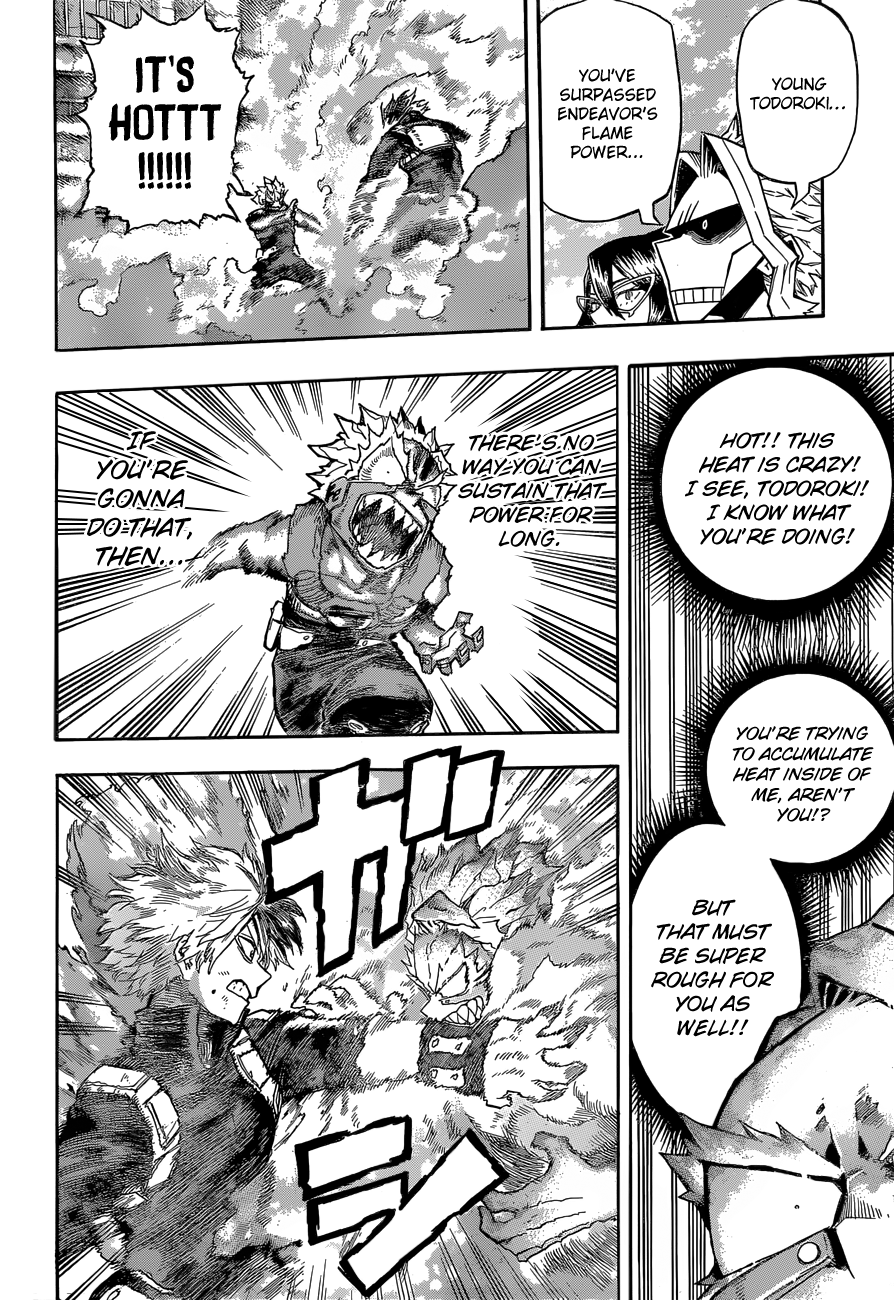 YOUNG
TODOROKI...
YOU'VE
SURPASSED
ENDEAVOR'S
FLAME
POWER...
IT'S
HOTTT
!!!!!!
HOT!! THIS
HEAT IS CRAZY!
I SEE, TODOROKI!
I KNOW WHAT
YOU'RE DOING!
YOU'RE TRYING
TO ACCUMULATE
HEAT INSIDE OF
ME, AREN'T
YOU!?
BUT
THAT MUST
BE SUPER
ROUGH FOR
YOU AS
WELL!!
THERE'S NO
WAY YOU CAN
SUSTAIN THAT
POWER FOR
LONG.
IF
YOU'RE
GONNA
DO THAT,
THEN...
ガシ